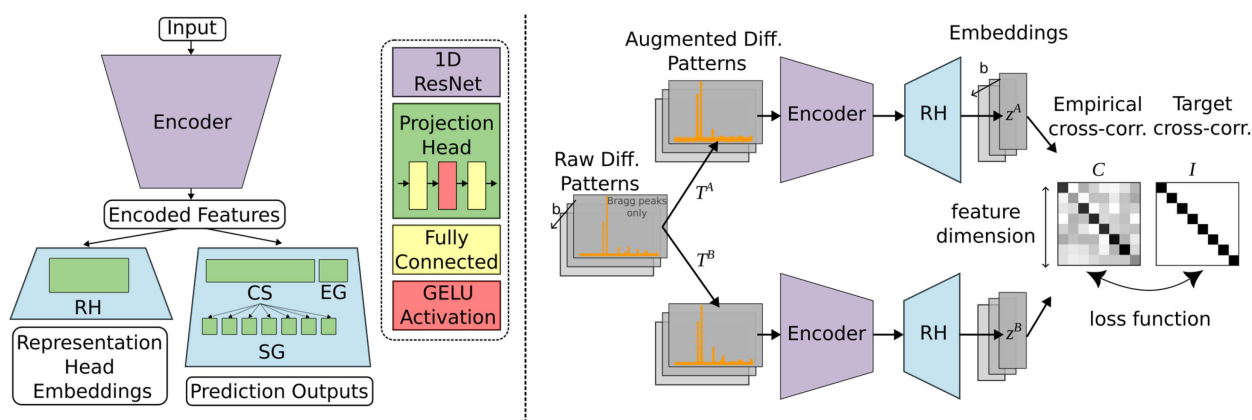 Input
Encoder
Encoded Features
RH
Representation
Head
Embeddings
CS
EG
SG
Prediction Outputs
1D
ResNet
Projection
Head
Fully
Connected
GELU
Activation
Raw Diff.
Patterns
b
Bragg peaks
only
T^A
T^B
Augmented Diff.
Patterns
Encoder
RH
Embeddings
b
z^A
Encoder
RH
z^B
Empirical
cross-corr.
Target
cross-corr.
C
I
feature
dimension
loss function